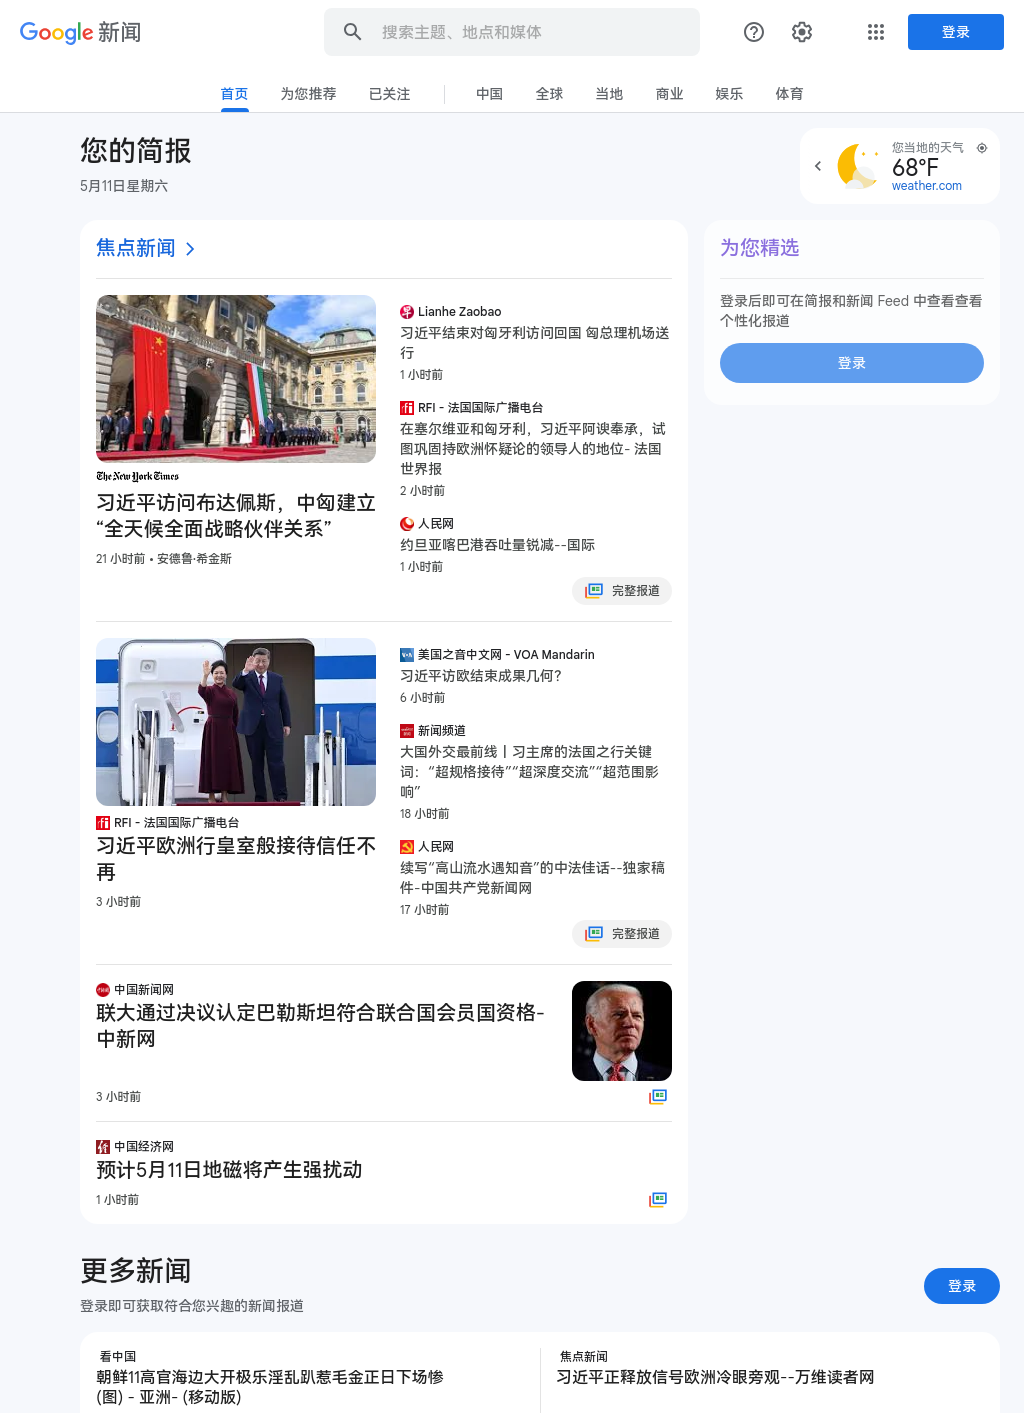 Google 新闻
搜索主题、地点和媒体
登录
首页
为您推荐
已关注
中国
全球
当地
商业
娱乐
体育
您的简报
5月11日星期六
您当地的天气
68°F
weather.com
焦点新闻
The New York Times
习近平访问布达佩斯，中匈建立
“全天候全面战略伙伴关系”
21 小时前 • 安德鲁·希金斯
Lianhe Zaobao
习近平结束对匈牙利访问回国 匈总理机场送
行
1 小时前
RFI - 法国国际广播电台
在塞尔维亚和匈牙利，习近平阿谀奉承，试
图巩固持欧洲怀疑论的领导人的地位- 法国
世界报
2 小时前
人民网
约旦亚喀巴港吞吐量锐减--国际
1 小时前
完整报道
为您精选
登录后即可在简报和新闻 Feed 中查看查看
个性化报道
登录
RFI - 法国国际广播电台
习近平欧洲行皇室般接待信任不
再
3 小时前
美国之音中文网 - VOA Mandarin
习近平访欧结束成果几何？
6 小时前
新闻频道
大国外交最前线丨习主席的法国之行关键
词：“超规格接待”“超深度交流”“超范围影
响”
18 小时前
人民网
续写“高山流水遇知音”的中法佳话--独家稿
件-中国共产党新闻网
17 小时前
完整报道
中国新闻网
联大通过决议认定巴勒斯坦符合联合国会员国资格-
中新网
3 小时前
中国经济网
预计5月11日地磁将产生强扰动
1 小时前
更多新闻
登录即可获取符合您兴趣的新闻报道
登录
看中国
朝鲜11高官海边大开极乐淫乱趴惹毛金正日下场惨
(图) - 亚洲- (移动版)
焦点新闻
习近平正释放信号欧洲冷眼旁观--万维读者网